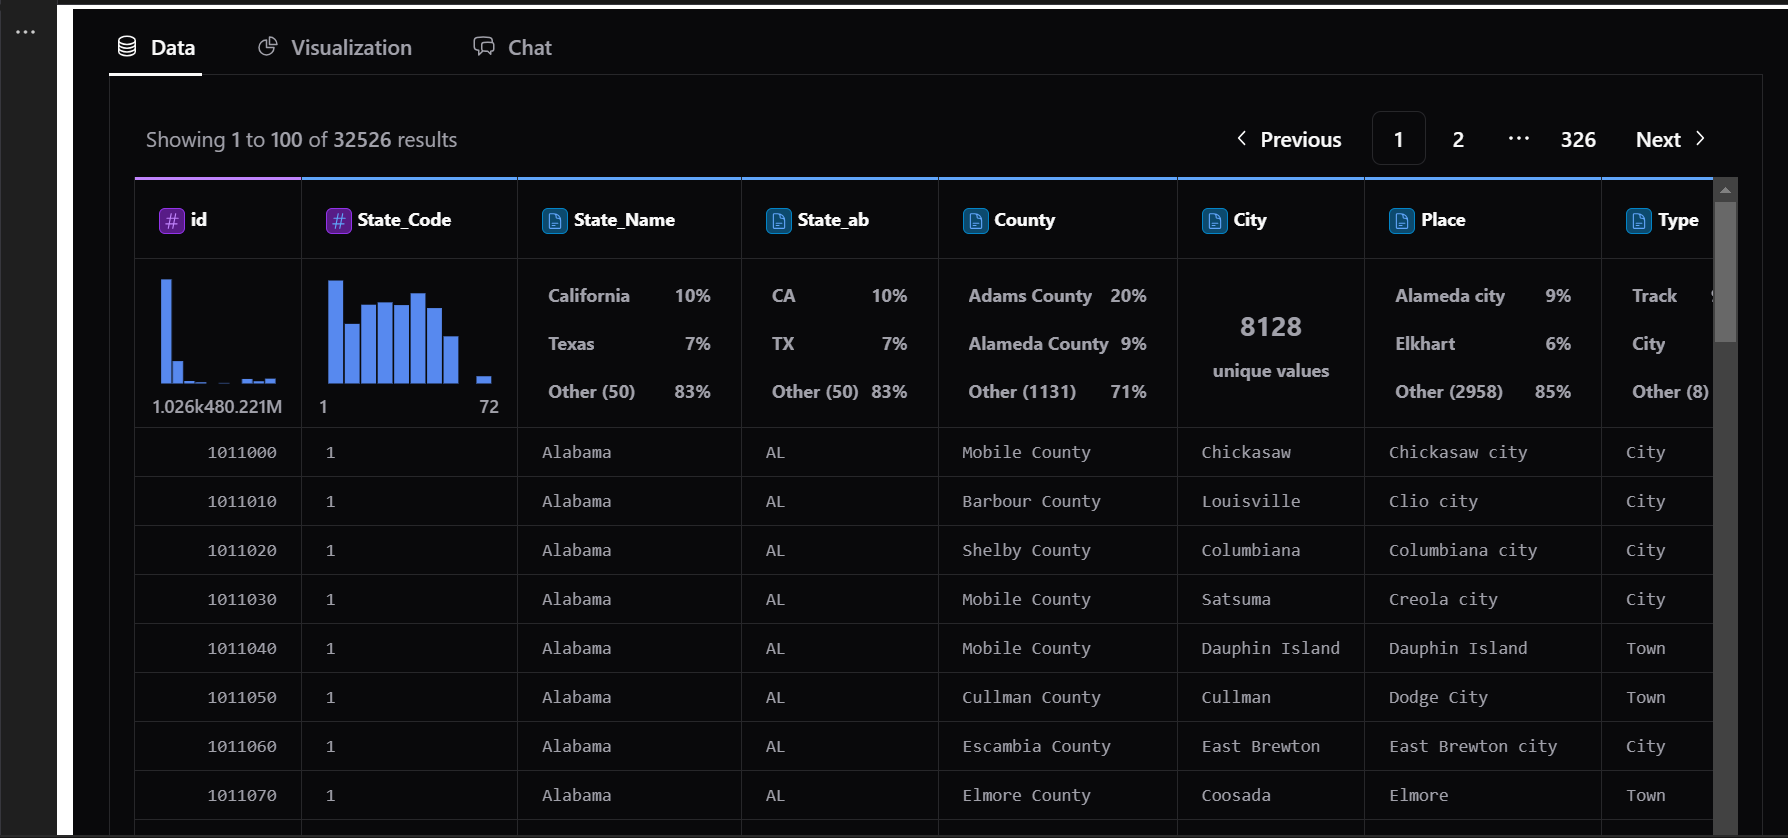 Data Visualization Chat
Showing 1 to 100 of 32526 results Previous 1 2 ... 326 Next
# id # State_Code State_Name State_ab County City Place Type
California 10% CA 10% Adams County 20% Alameda city 9% Track
8128
Texas 7% TX 7% Alameda County 9% Elkhart 6% City
unique values
Other (50) 83% Other (50) 83% Other (1131) 71% Other (2958) 85% Other (8)
1.026k480.221M 1 72
1011000 1 Alabama AL Mobile County Chickasaw Chickasaw city City
1011010 1 Alabama AL Barbour County Louisville Clio city City
1011020 1 Alabama AL Shelby County Columbiana Columbiana city City
1011030 1 Alabama AL Mobile County Satsuma Creola city City
1011040 1 Alabama AL Mobile County Dauphin Island Dauphin Island Town
1011050 1 Alabama AL Cullman County Cullman Dodge City Town
1011060 1 Alabama AL Escambia County East Brewton East Brewton city City
1011070 1 Alabama AL Elmore County Coosada Elmore Town